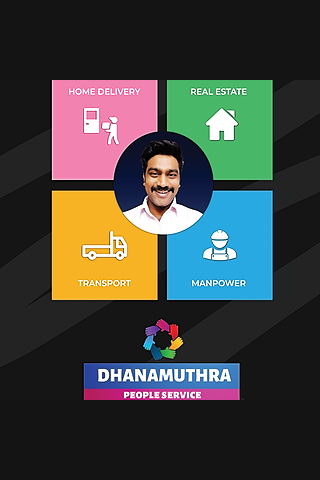 HOME DELIVERY
REAL ESTATE
TRANSPORT
MANPOWER
DHANAMUTHRA
PEOPLE SERVICE